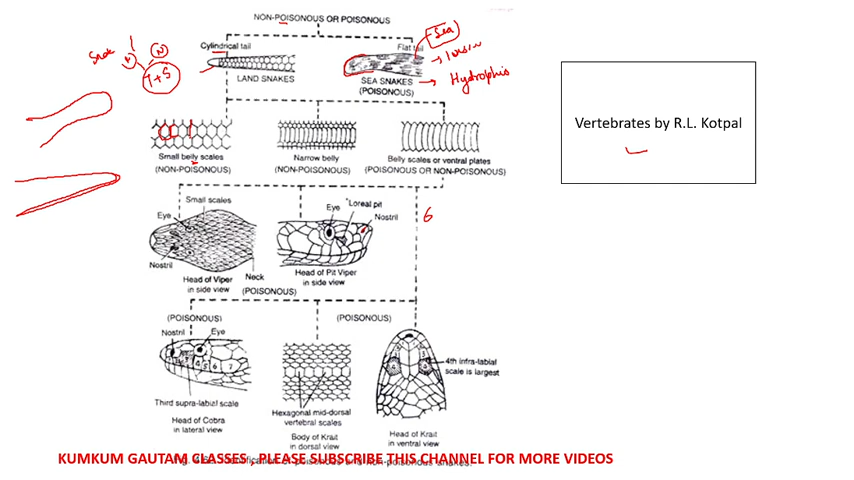 NON-POISONOUS OR POISONOUS
Cylindrical tail
Flat tail
Sea
LAND SNAKES
SEA SNAKES
(POISONOUS)
Hydrophis
Vertebrates by R.L. Kotpal
Small belly scales
(NON-POISONOUS)
Narrow belly
(NON-POISONOUS)
Belly scales or ventral plates
(POISONOUS OR NON-POISONOUS)
6
Small scales
Eye
Nostril
Neck
Head of Viper
in side view
(POISONOUS)
Eye
Loreal pit
Nostril
Head of Pit Viper
in side view
(POISONOUS)
(POISONOUS)
Nostril
Eye
5
6
7
Third supra-labial scale
Head of Cobra
in lateral view
Hexagonal mid-dorsal
vertebral scales
Body of Krait
in dorsal view
4th infra-labial
scale is largest
Head of Krait
in ventral view
KUMKUM GAUTAM CLASSES , PLEASE SUBSCRIBE THIS CHANNEL FOR MORE VIDEOS